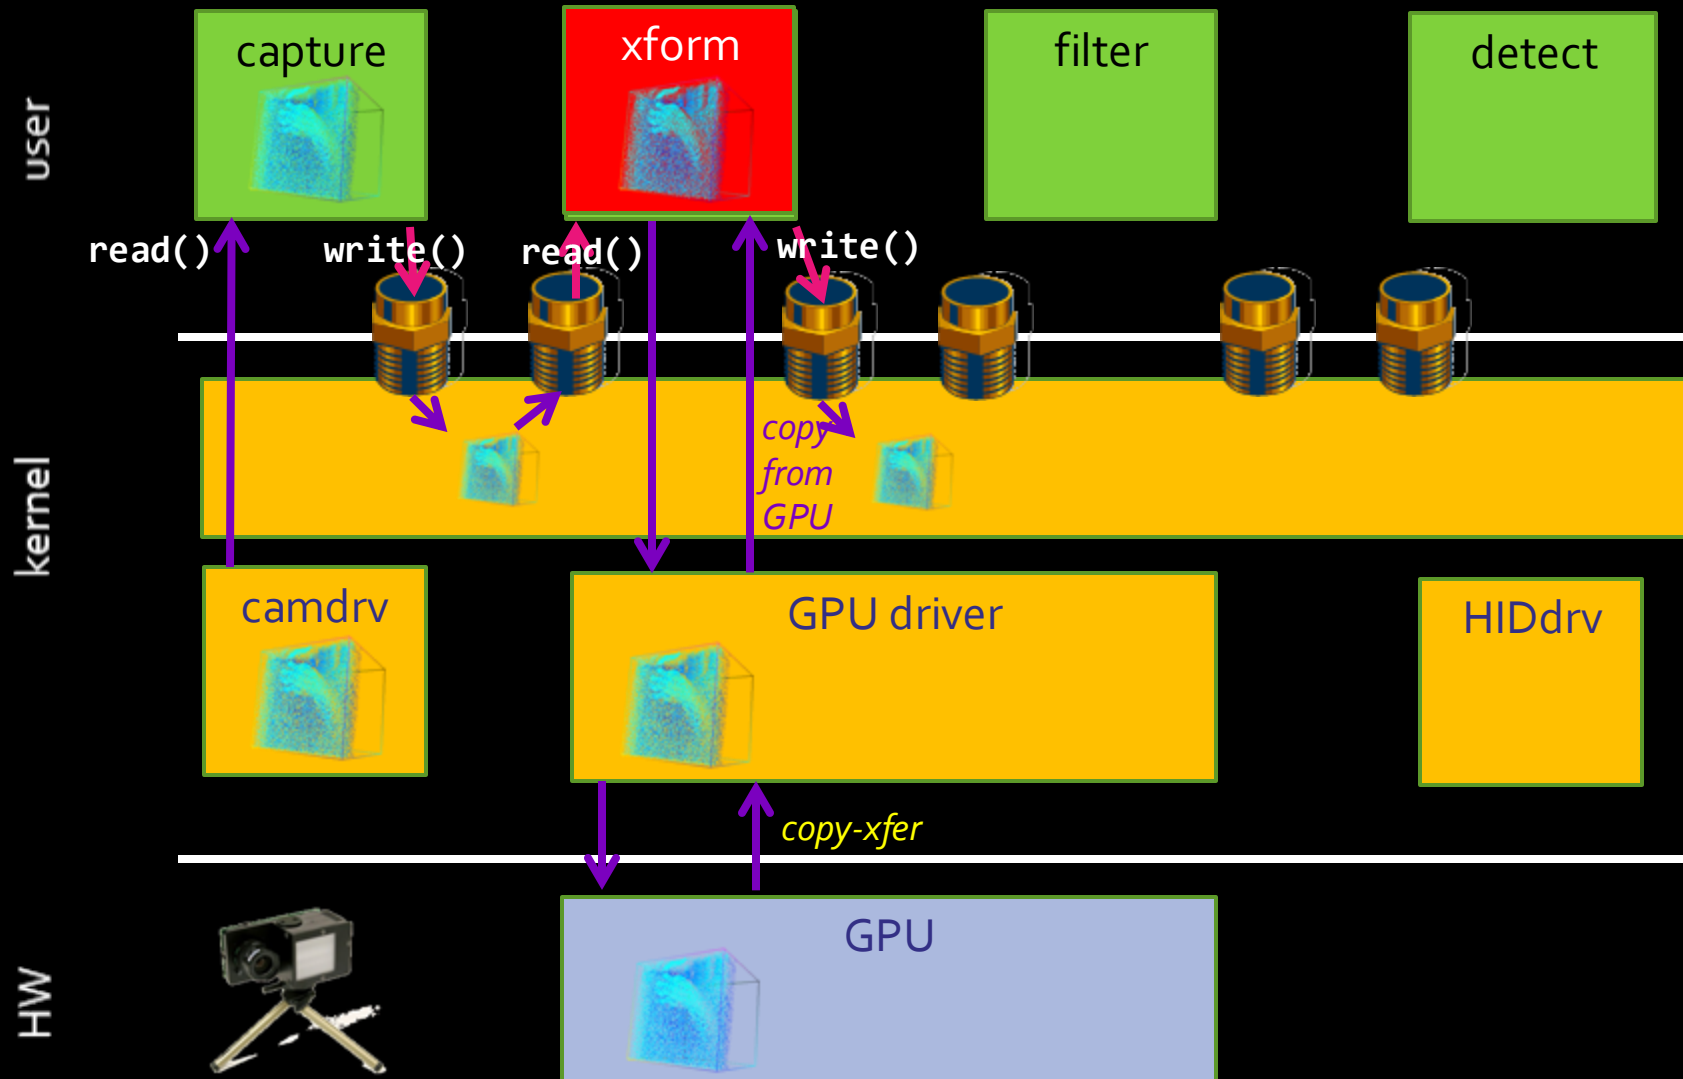 user
capture
xform
filter
detect
read()
write()
read()
write()
kernel
copy
from
GPU
camdrv
GPU driver
HIDdrv
copy-xfer
HW
GPU